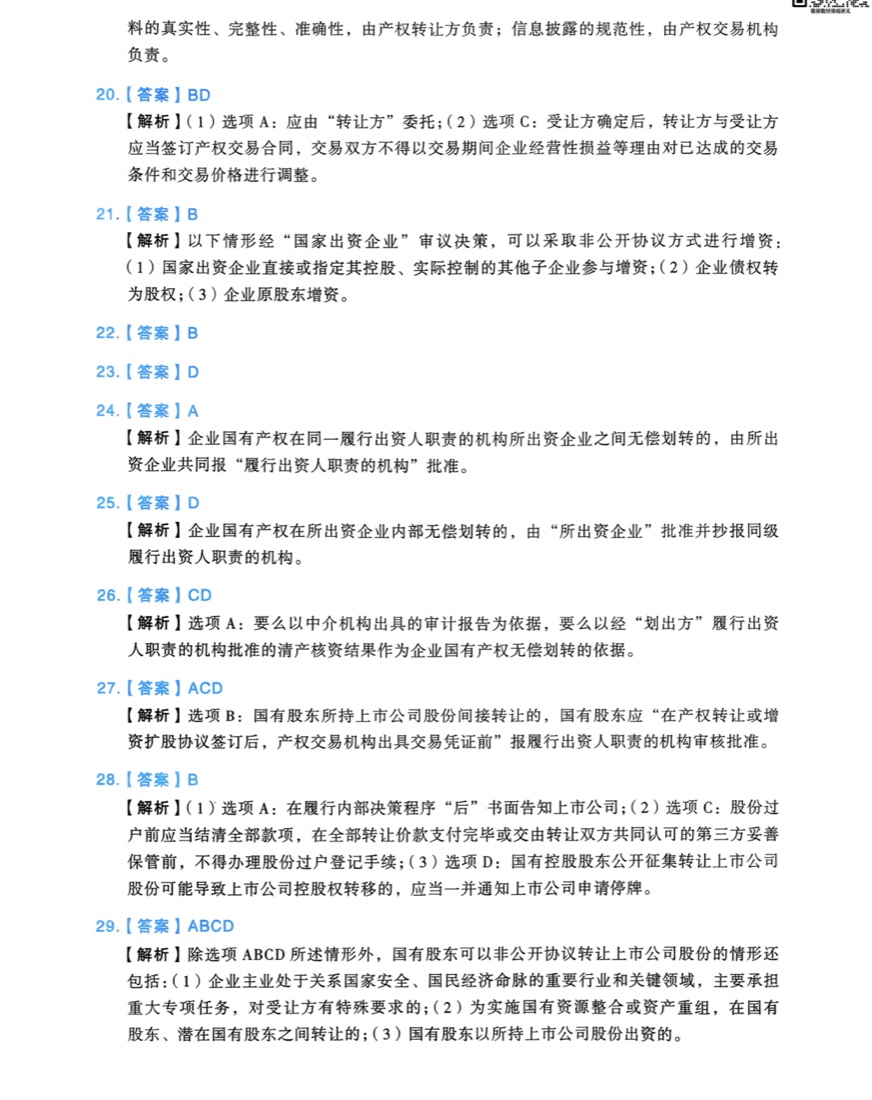 料的真实性、完整性、准确性，由产权转让方负责；信息披露的规范性，由产权交易机构
负责。
20.【答案】BD
【解析】（1）选项 A：应由“转让方”委托；（2）选项 C：受让方确定后，转让方与受让方
应当签订产权交易合同，交易双方不得以交易期间企业经营性损益等理由对已达成的交易
条件和交易价格进行调整。
21.【答案】B
【解析】以下情形经“国家出资企业”审议决策，可以采取非公开协议方式进行增资：
（1）国家出资企业直接或指定其控股、实际控制的其他子企业参与增资；（2）企业债权转
为股权；（3）企业原股东增资。
22.【答案】B
23.【答案】D
24.【答案】A
【解析】企业国有产权在同一履行出资人职责的机构所出资企业之间无偿划转的，由所出
资企业共同报“履行出资人职责的机构”批准。
25.【答案】D
【解析】企业国有产权在所出资企业内部无偿划转的，由“所出资企业”批准并抄报同级
履行出资人职责的机构。
26.【答案】CD
【解析】选项 A：要么以中介机构出具的审计报告为依据，要么以经“划出方”履行出资
人职责的机构批准的清产核资结果作为企业国有产权无偿划转的依据。
27.【答案】ACD
【解析】选项 B：国有股东所持上市公司股份间接转让的，国有股东应“在产权转让或增
资扩股协议签订后，产权交易机构出具交易凭证前”报履行出资人职责的机构审核批准。
28.【答案】B
【解析】（1）选项 A：在履行内部决策程序“后”书面告知上市公司；（2）选项 C：股份过
户前应当结清全部款项，在全部转让价款支付完毕或交由转让双方共同认可的第三方妥善
保管前，不得办理股份过户登记手续；（3）选项 D：国有控股股东公开征集转让上市公司
股份可能导致上市公司控股权转移的，应当一并通知上市公司申请停牌。
29.【答案】ABCD
【解析】除选项 ABCD 所述情形外，国有股东可以非公开协议转让上市公司股份的情形还
包括：（1）企业主业处于关系国家安全、国民经济命脉的重要行业和关键领域，主要承担
重大专项任务，对受让方有特殊要求的；（2）为实施国有资源整合或资产重组，在国有
股东、潜在国有股东之间转让的；（3）国有股东以所持上市公司股份出资的。